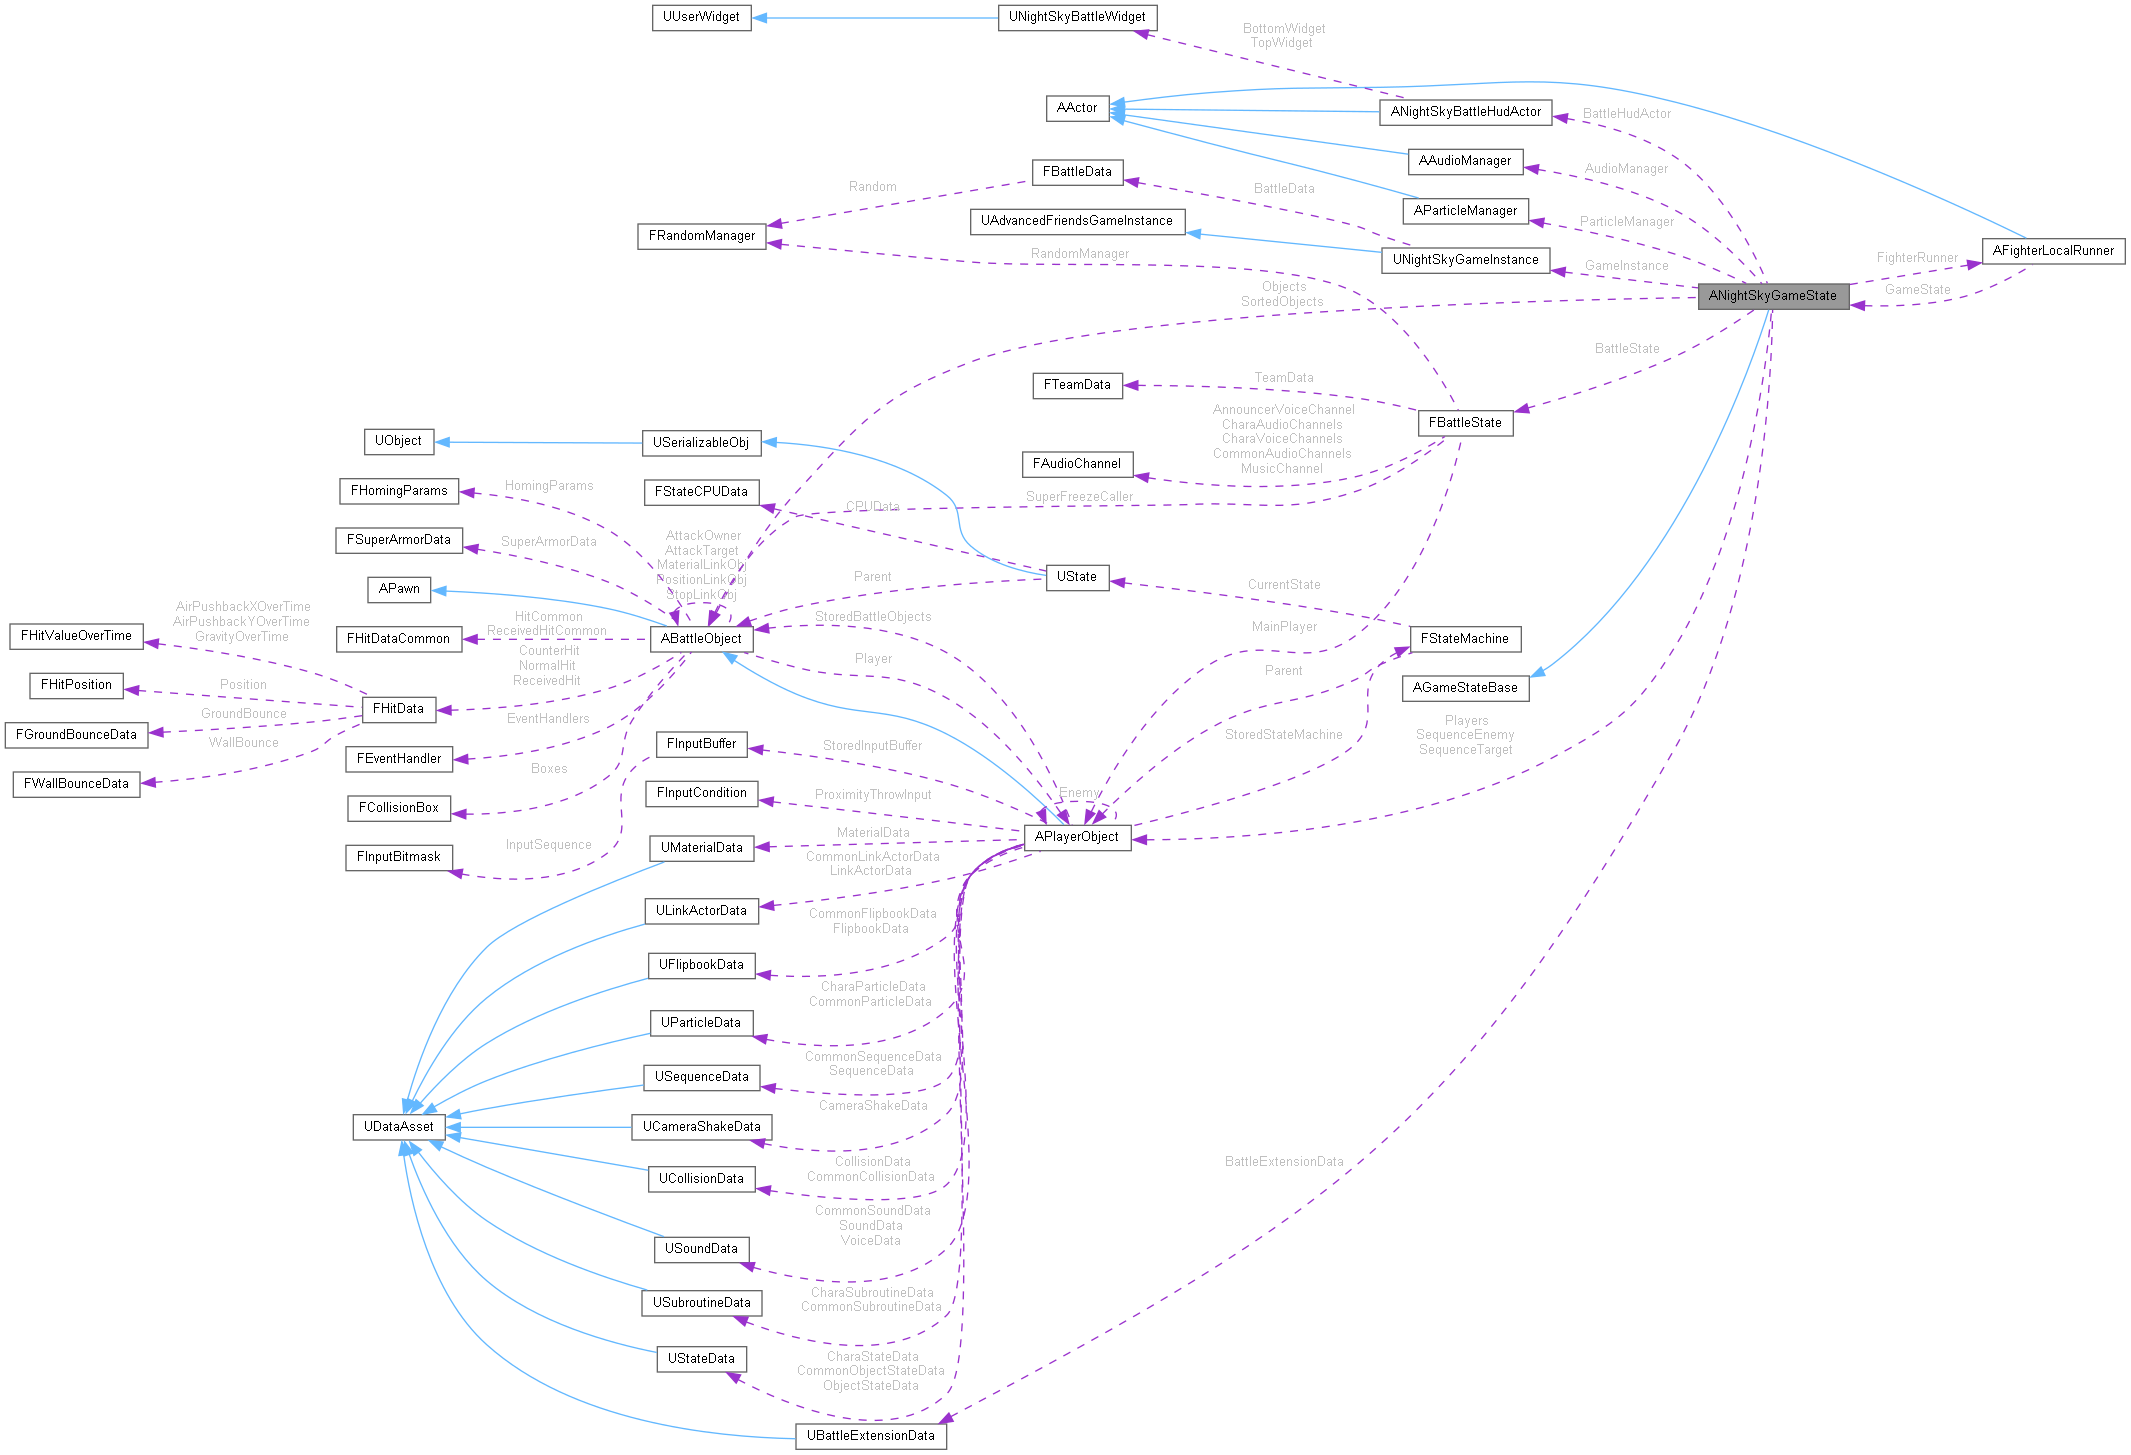 UUserWidget
UNightSkyBattleWidget
BottomWidget
TopWidget
AActor
ANightSkyBattleHudActor
BattleHudActor
AAudioManager
AudioManager
FBattleData
Random
BattleData
AParticleManager
ParticleManager
UAdvancedFriendsGameInstance
FRandomManager
RandomManager
UNightSkyGameInstance
GameInstance
FighterRunner
AFighterLocalRunner
GameState
ANightSkyGameState
Objects
SortedObjects
BattleState
FTeamData
TeamData
AnnouncerVoiceChannel
CharaAudioChannels
CharaVoiceChannels
CommonAudioChannels
MusicChannel
FBattleState
UObject
USerializableObj
FAudioChannel
FHomingParams
HomingParams
FStateCPUData
CPUData
SuperFreezeCaller
FSuperArmorData
SuperArmorData
AttackOwner
AttackTarget
MaterialLinkObj
PositionLinkObj
StopLinkObj
APawn
Parent
UState
CurrentState
AirPushbackXOverTime
AirPushbackYOverTime
GravityOverTime
FHitValueOverTime
FHitDataCommon
HitCommon
ReceivedHitCommon
ABattleObject
StoredBattleObjects
MainPlayer
FStateMachine
CounterHit
NormalHit
ReceivedHit
Player
Parent
AGameStateBase
FHitPosition
Position
FHitData
GroundBounce
FGroundBounceData
WallBounce
EventHandlers
FEventHandler
FInputBuffer
StoredInputBuffer
StoredStateMachine
Players
SequenceEnemy
SequenceTarget
FWallBounceData
Boxes
FCollisionBox
FInputCondition
ProximityThrowInput
Enemy
APlayerObject
FInputBitmask
InputSequence
UMaterialData
MaterialData
CommonLinkActorData
LinkActorData
ULinkActorData
CommonFlipbookData
FlipbookData
UFlipbookData
CharaParticleData
CommonParticleData
UParticleData
CommonSequenceData
SequenceData
USequenceData
CameraShakeData
UDataAsset
UCameraShakeData
CollisionData
CommonCollisionData
UCollisionData
BattleExtensionData
CommonSoundData
SoundData
VoiceData
USoundData
CharaSubroutineData
CommonSubroutineData
USubroutineData
CharaStateData
CommonObjectStateData
ObjectStateData
UStateData
UBattleExtensionData